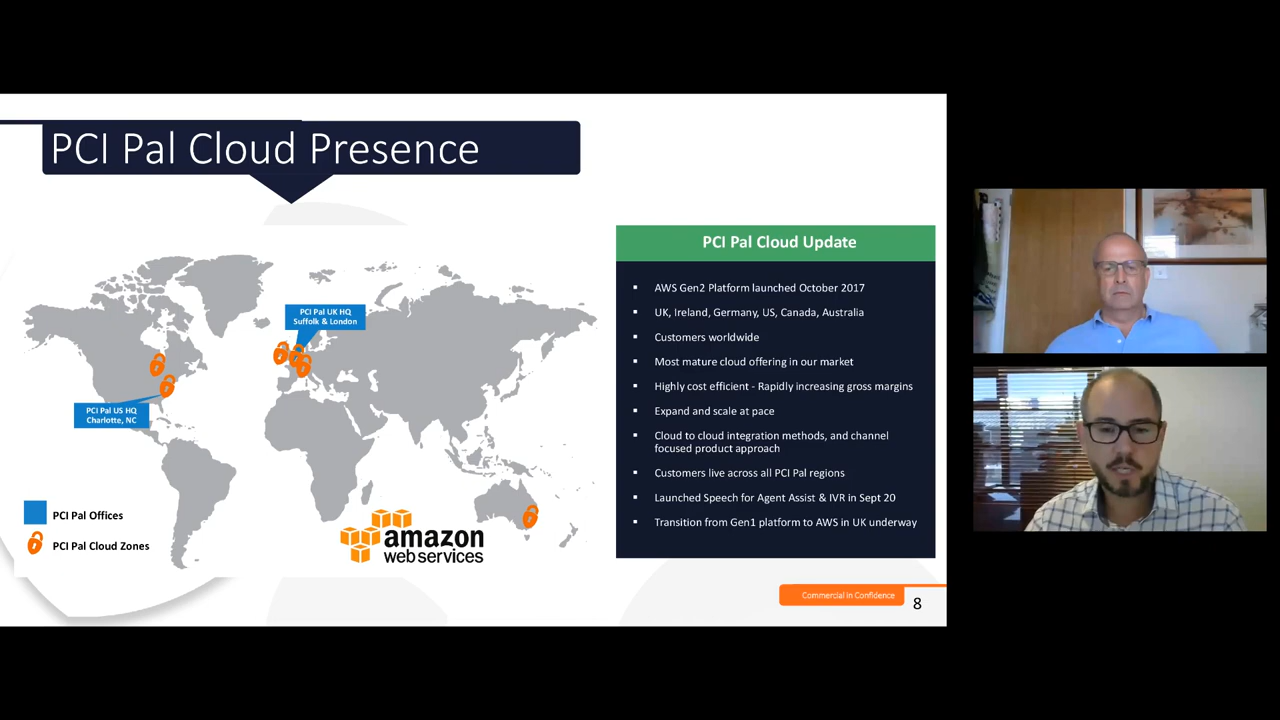 PCI Pal Cloud Presence
PCI Pal UK HQ
Suffolk & London
PCI Pal US HQ
Charlotte, NC
PCI Pal Offices
PCI Pal Cloud Zones
amazon
web services
PCI Pal Cloud Update
AWS Gen2 Platform launched October 2017
UK, Ireland, Germany, US, Canada, Australia
Customers worldwide
Most mature cloud offering in our market
Highly cost efficient - Rapidly increasing gross margins
Expand and scale at pace
Cloud to cloud integration methods, and channel
focused product approach
Customers live across all PCI Pal regions
Launched Speech for Agent Assist & IVR in Sept 20
Transition from Gen1 platform to AWS in UK underway
Commercial in Confidence
8